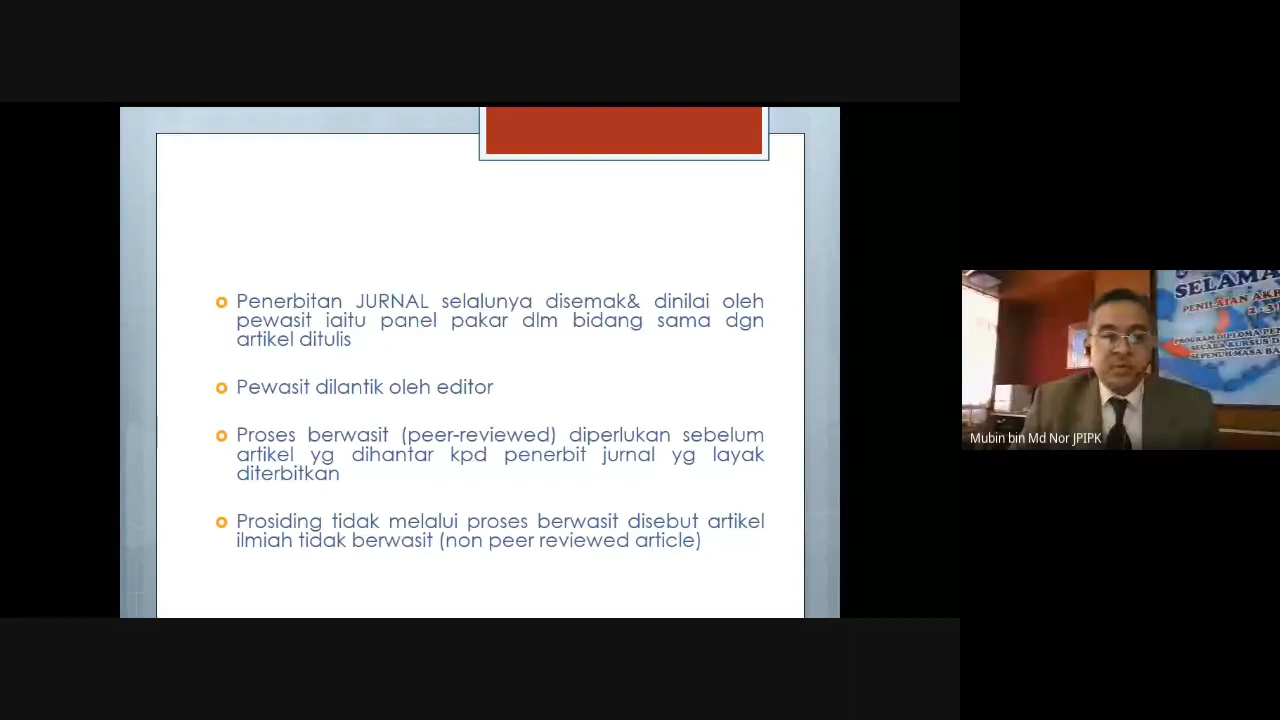 Penerbitan JURNAL selalunya disemak& dinilai oleh
pewasit iaitu panel pakar dlm bidang sama dgn
artikel ditulis
Pewasit dilantik oleh editor
Proses berwasit (peer-reviewed) diperlukan sebelum
artikel yg dihantar kpd penerbit jurnal yg layak
diterbitkan
Prosiding tidak melalui proses berwasit disebut artikel
ilmiah tidak berwasit (non peer reviewed article)
SELAMA
PENILAIAN AKR
PROGRAM DIPLOMA PEN
SECARA KURSUS D
SEPENUH MASA BA
Mubin bin Md Nor JPIPK